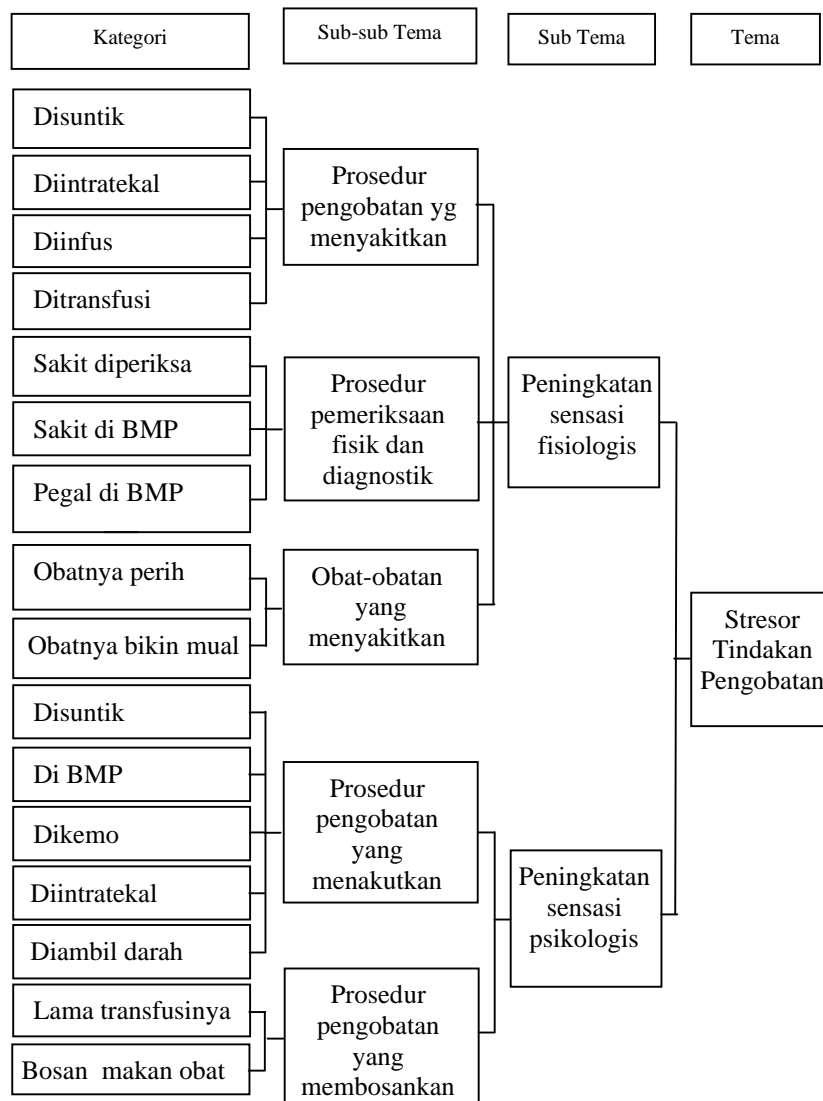 Kategori
Sub-sub Tema
Sub Tema
Tema
Disuntik
Diintratekal
Diinfus
Ditransfusi
Prosedur
pengobatan yg
menyakitkan
Sakit diperiksa
Sakit di BMP
Pegal di BMP
Prosedur
pemeriksaan
fisik dan
diagnostik
Obatnya perih
Obatnya bikin mual
Obat-obatan
yang
menyakitkan
Peningkatan
sensasi
fisiologis
Disuntik
Di BMP
Dikemo
Diintratekal
Diambil darah
Prosedur
pengobatan
yang
menakutkan
Lama transfusinya
Bosan makan obat
Prosedur
pengobatan
yang
membosankan
Peningkatan
sensasi
psikologis
Stresor
Tindakan
Pengobatan